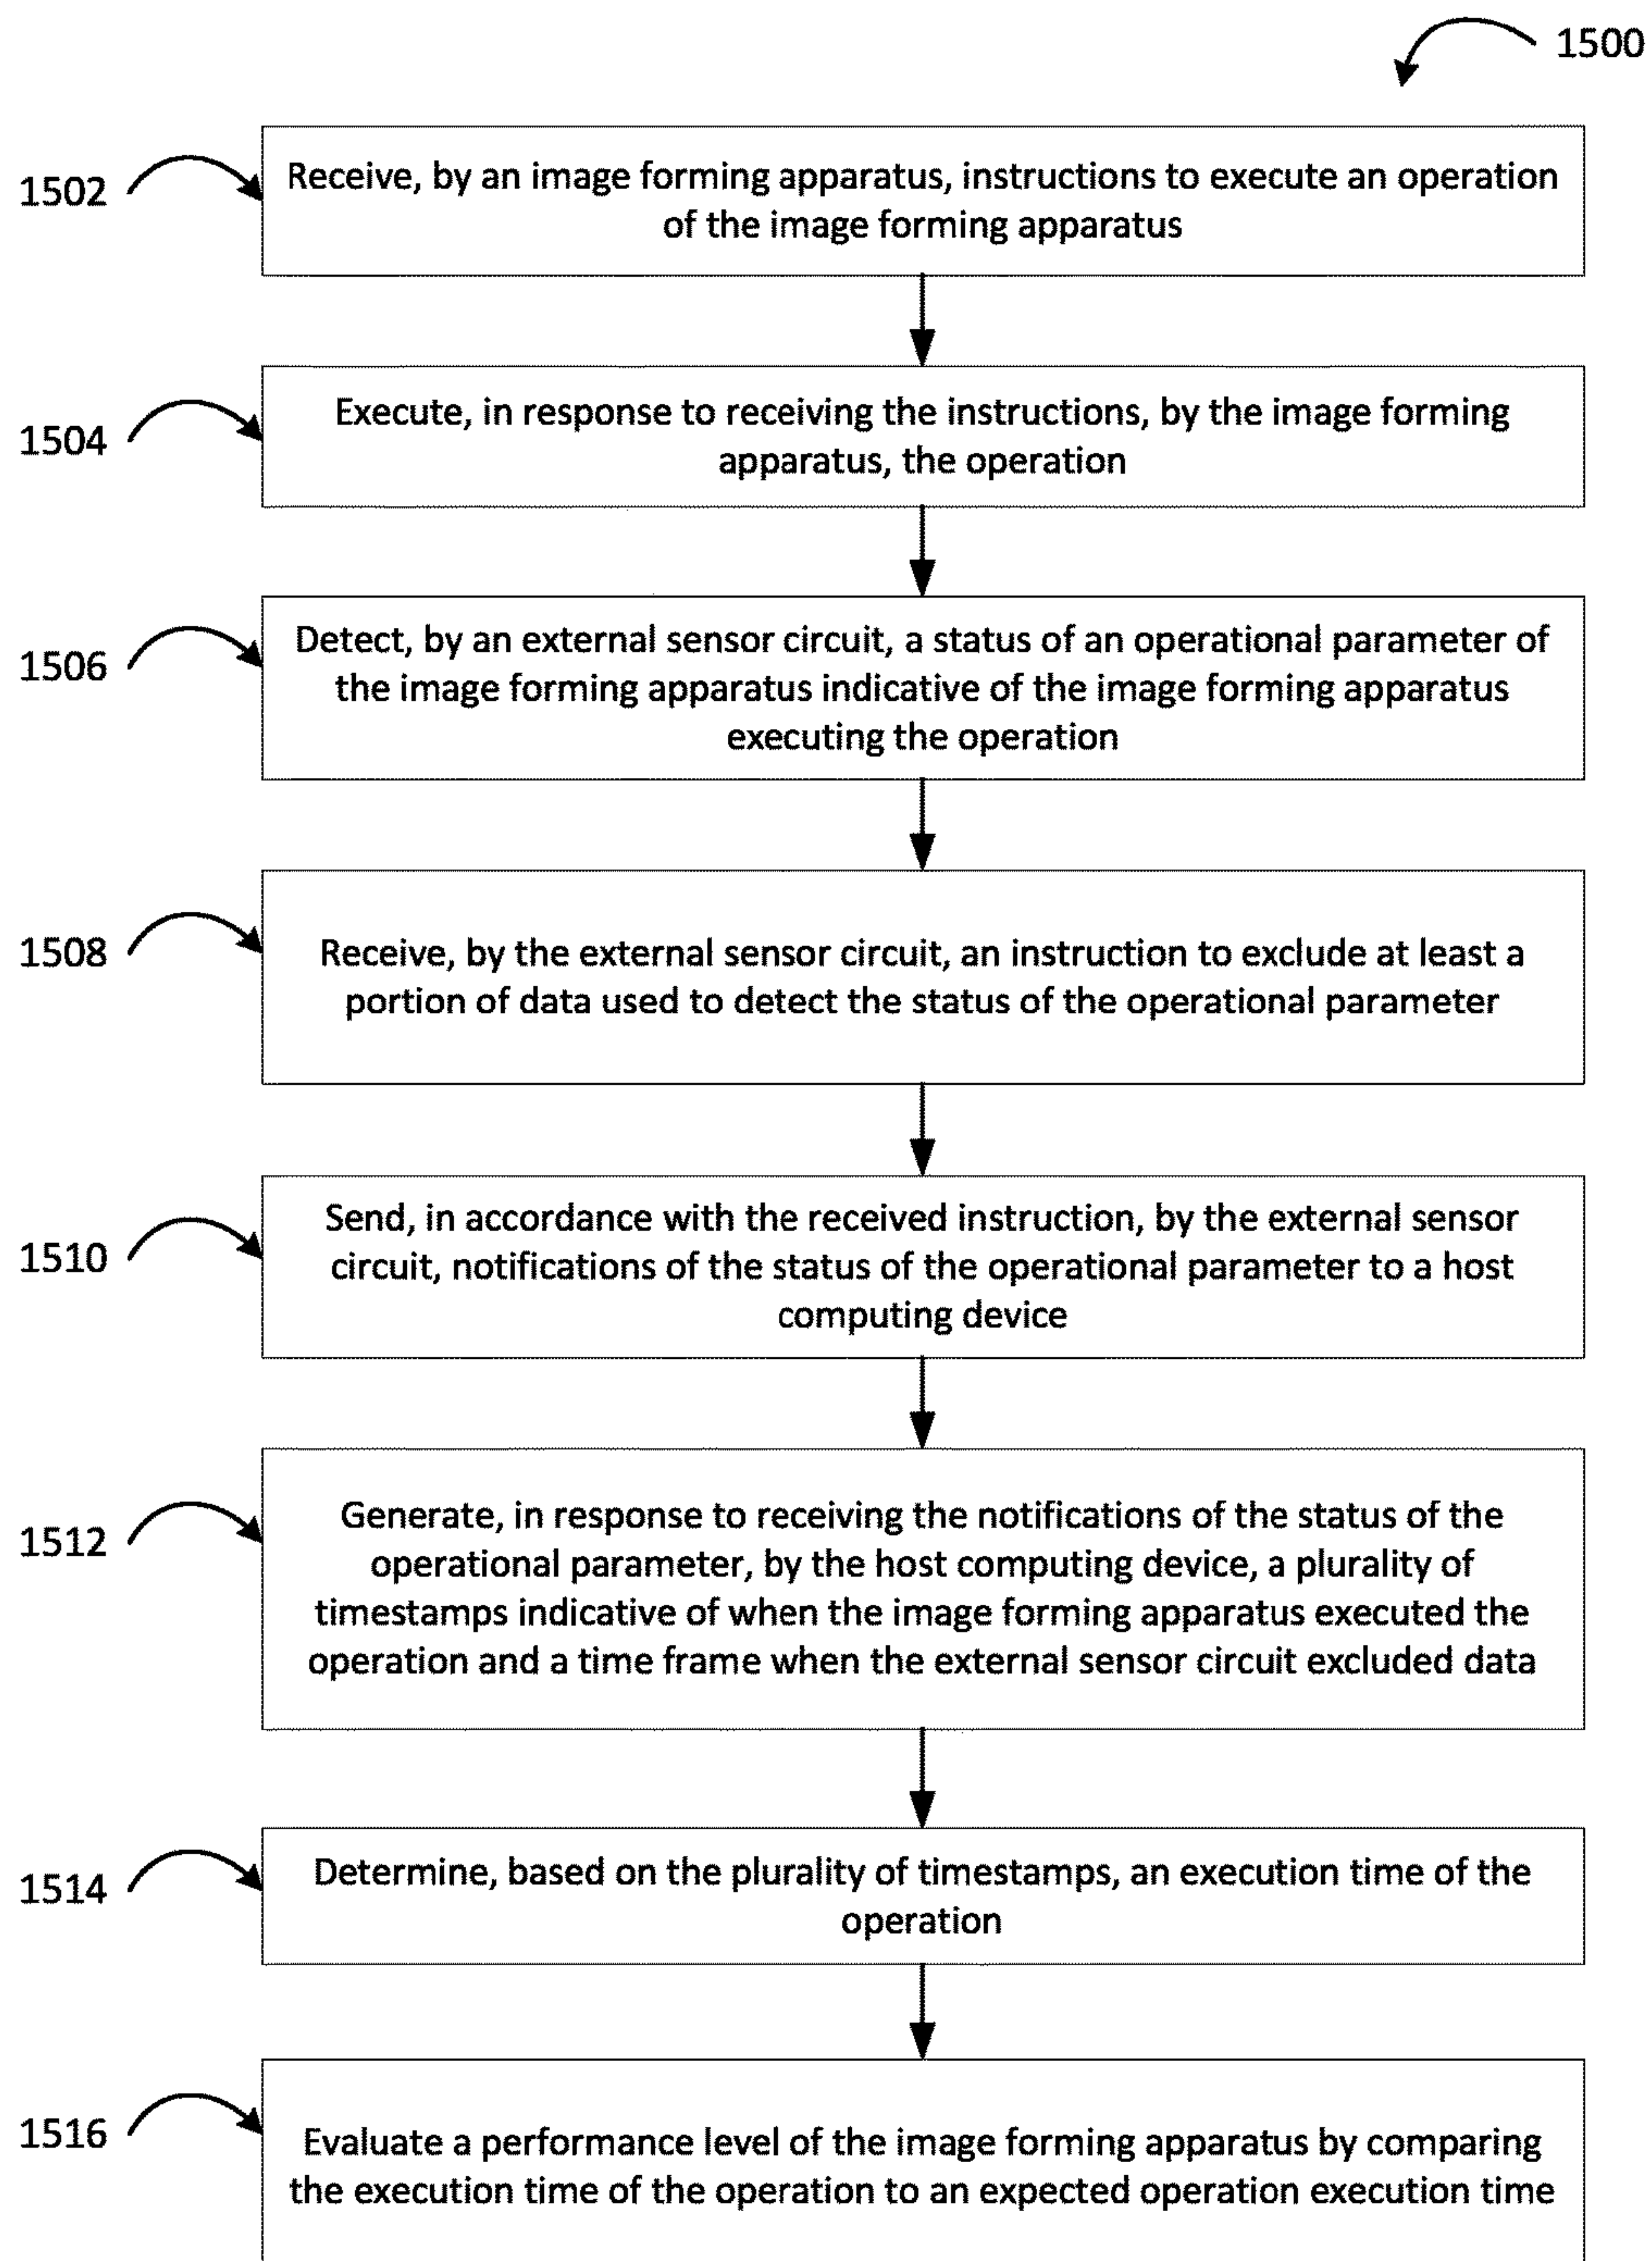 1500
1502
Receive, by an image forming apparatus, instructions to execute an operation
of the image forming apparatus
1504
Execute, in response to receiving the instructions, by the image forming
apparatus, the operation
1506
Detect, by an external sensor circuit, a status of an operational parameter of
the image forming apparatus indicative of the image forming apparatus
executing the operation
1508
Receive, by the external sensor circuit, an instruction to exclude at least a
portion of data used to detect the status of the operational parameter
1510
Send, in accordance with the received instruction, by the external sensor
circuit, notifications of the status of the operational parameter to a host
computing device
1512
Generate, in response to receiving the notifications of the status of the
operational parameter, by the host computing device, a plurality of
timestamps indicative of when the image forming apparatus executed the
operation and a time frame when the external sensor circuit excluded data
1514
Determine, based on the plurality of timestamps, an execution time of the
operation
1516
Evaluate a performance level of the image forming apparatus by comparing
the execution time of the operation to an expected operation execution time